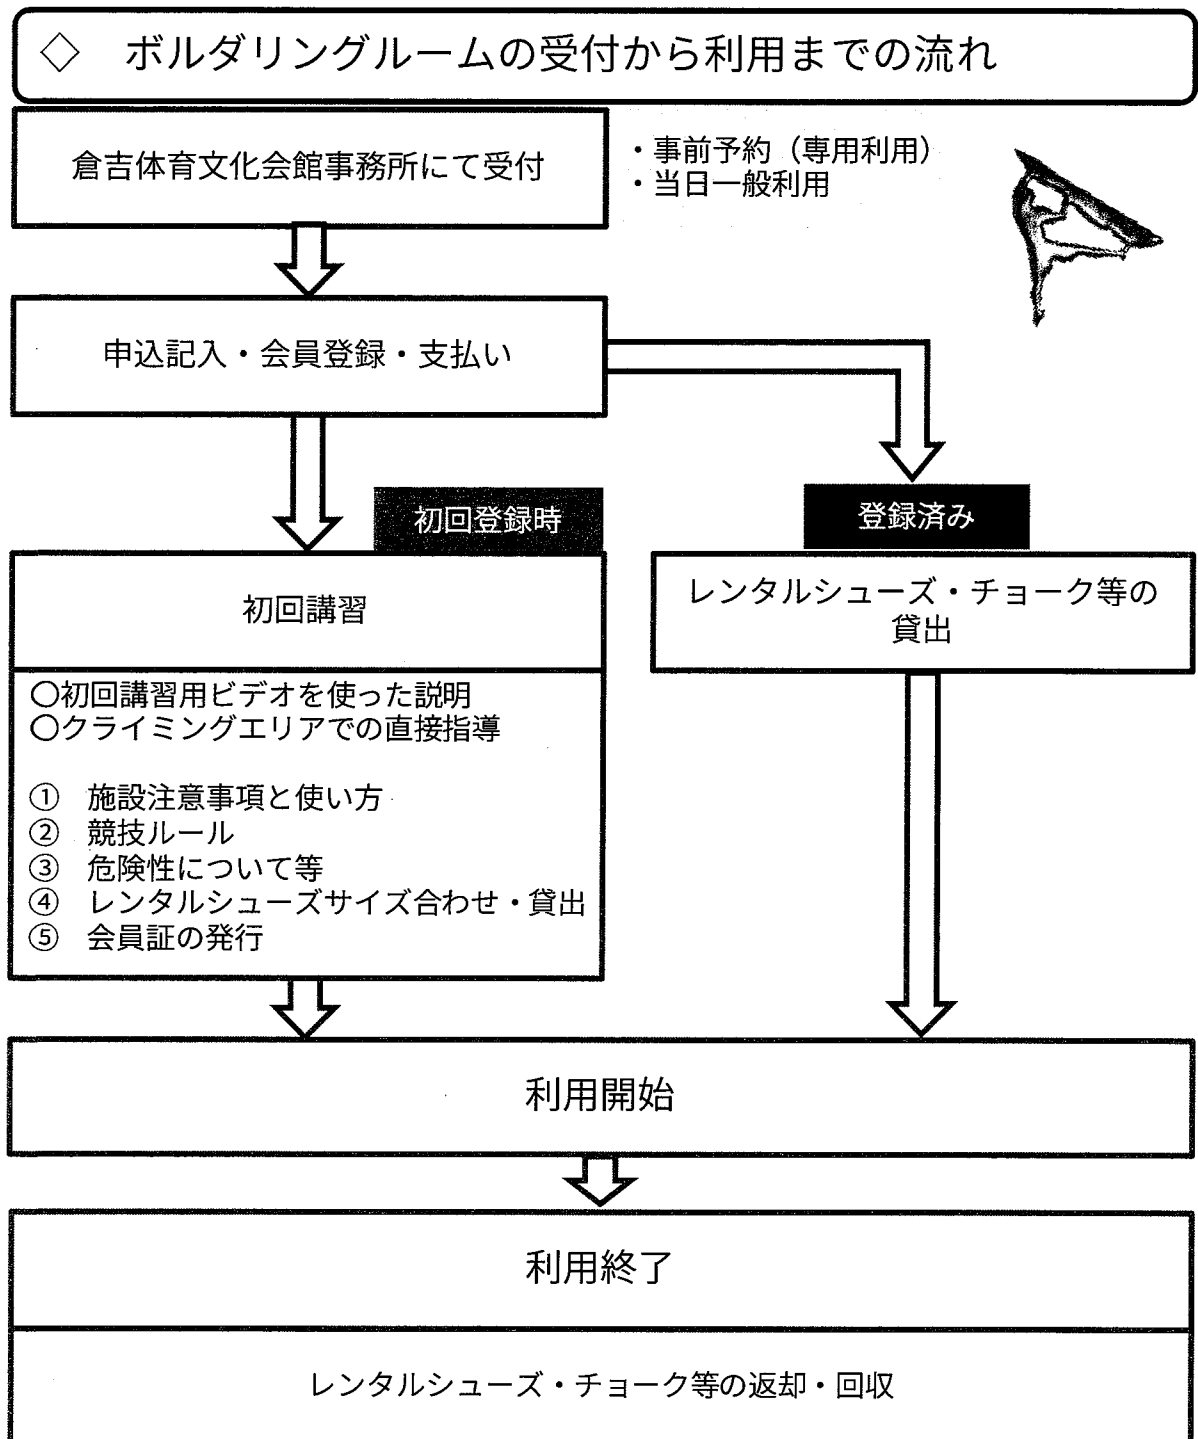 ◇　ボルダリングルームの受付から利用までの流れ
倉吉体育文化会館事務所にて受付
・事前予約（専用利用）
・当日一般利用
申込記入・会員登録・支払い
初回登録時
登録済み
初回講習
レンタルシューズ・チョーク等の
貸出
〇初回講習用ビデオを使った説明
〇クライミングエリアでの直接指導
①　施設注意事項と使い方
②　競技ルール
③　危険性について等
④　レンタルシューズサイズ合わせ・貸出
⑤　会員証の発行
利用開始
利用終了
レンタルシューズ・チョーク等の返却・回収